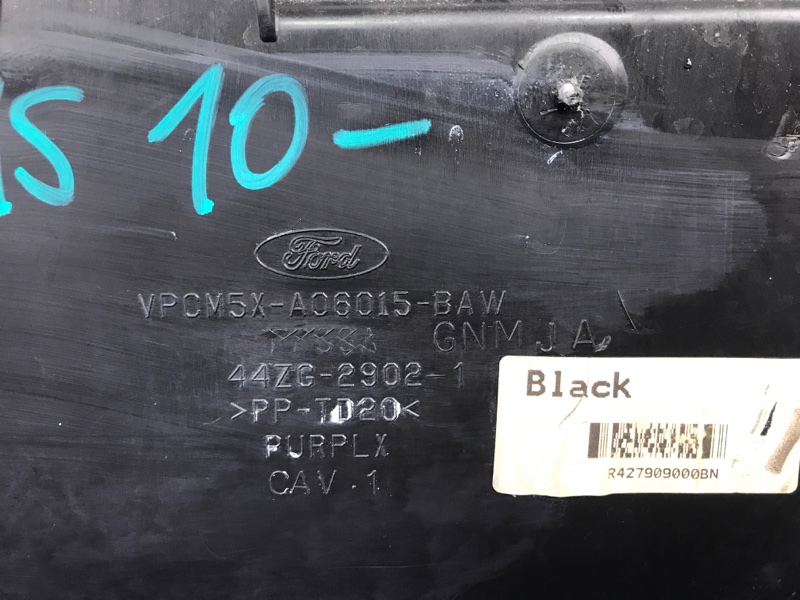 S 10-
Ford
VPCM5X-A06015-BAW
GNMJA
44ZG-2902-1
>PP-TD20<
PURPLX
CAV.1
Black
R427909000BN